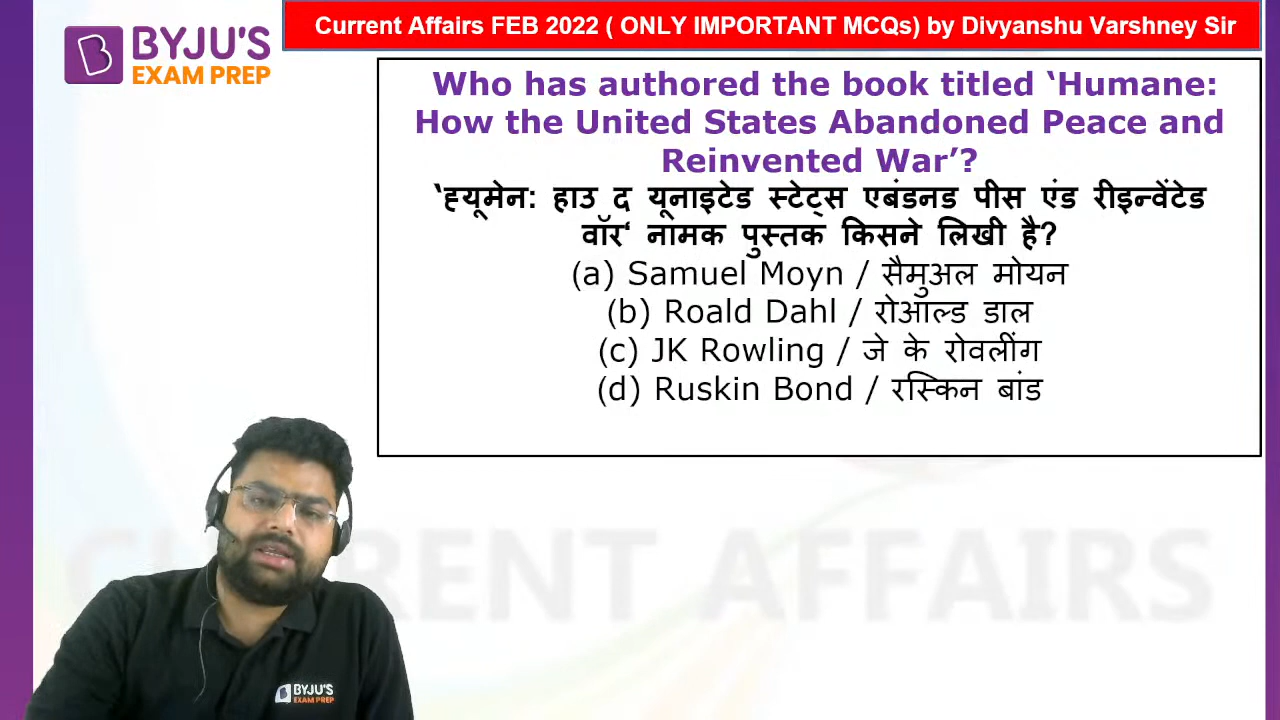 BYJU'S
EXAM PREP
Current Affairs FEB 2022 ( ONLY IMPORTANT MCQs) by Divyanshu Varshney Sir
Who has authored the book titled ‘Humane:
How the United States Abandoned Peace and
Reinvented War’?
‘ह्यूमेन: हाउ द यूनाइटेड स्टेट्स एबंडनड पीस एंड रीइन्वेंटेड
वॉर‘ नामक पुस्तक किसने लिखी है?
(a) Samuel Moyn / सैमुअल मोयन
(b) Roald Dahl / रोआल्ड डाल
(c) JK Rowling / जे के रोवलींग
(d) Ruskin Bond / रस्किन बांड
CURRENT AFFAIRS
BYJU'S
EXAM PREP